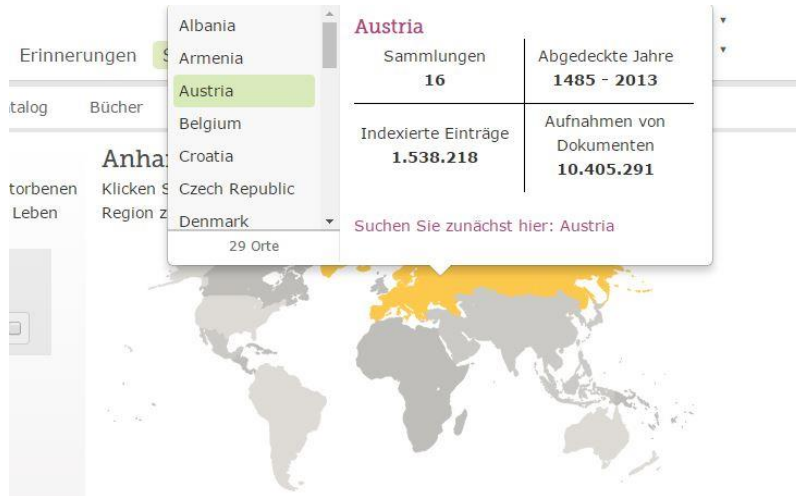 Erinnerungen
talog
Bücher
torbenen
Leben
Klicken
Region z
Albania
Armenia
Austria
Belgium
Croatia
Czech Republic
Denmark
29 Orte
Austria
Sammlungen
16
Abgedeckte Jahre
1485 - 2013
Indexierte Einträge
1.538.218
Aufnahmen von
Dokumenten
10.405.291
Suchen Sie zunächst hier: Austria